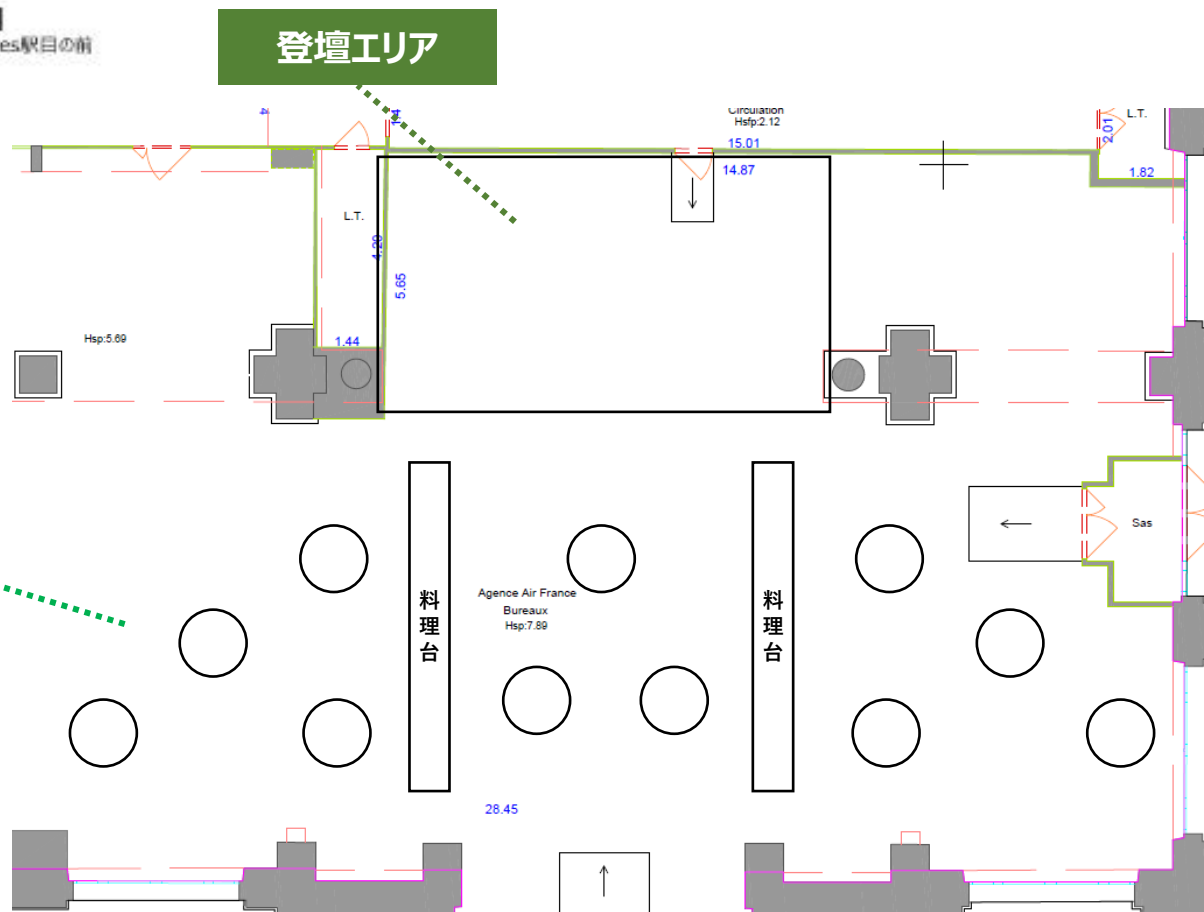 es駅目の前
登壇エリア
Circulation
Hsfp:2.12
L.T.
15.01
2.01
14.87
1.82
L.T.
4.20
5.65
Hsp:5.69
1.44
Sas
料理台
Agence Air France
Bureaux
Hsp:7.89
料理台
28.45